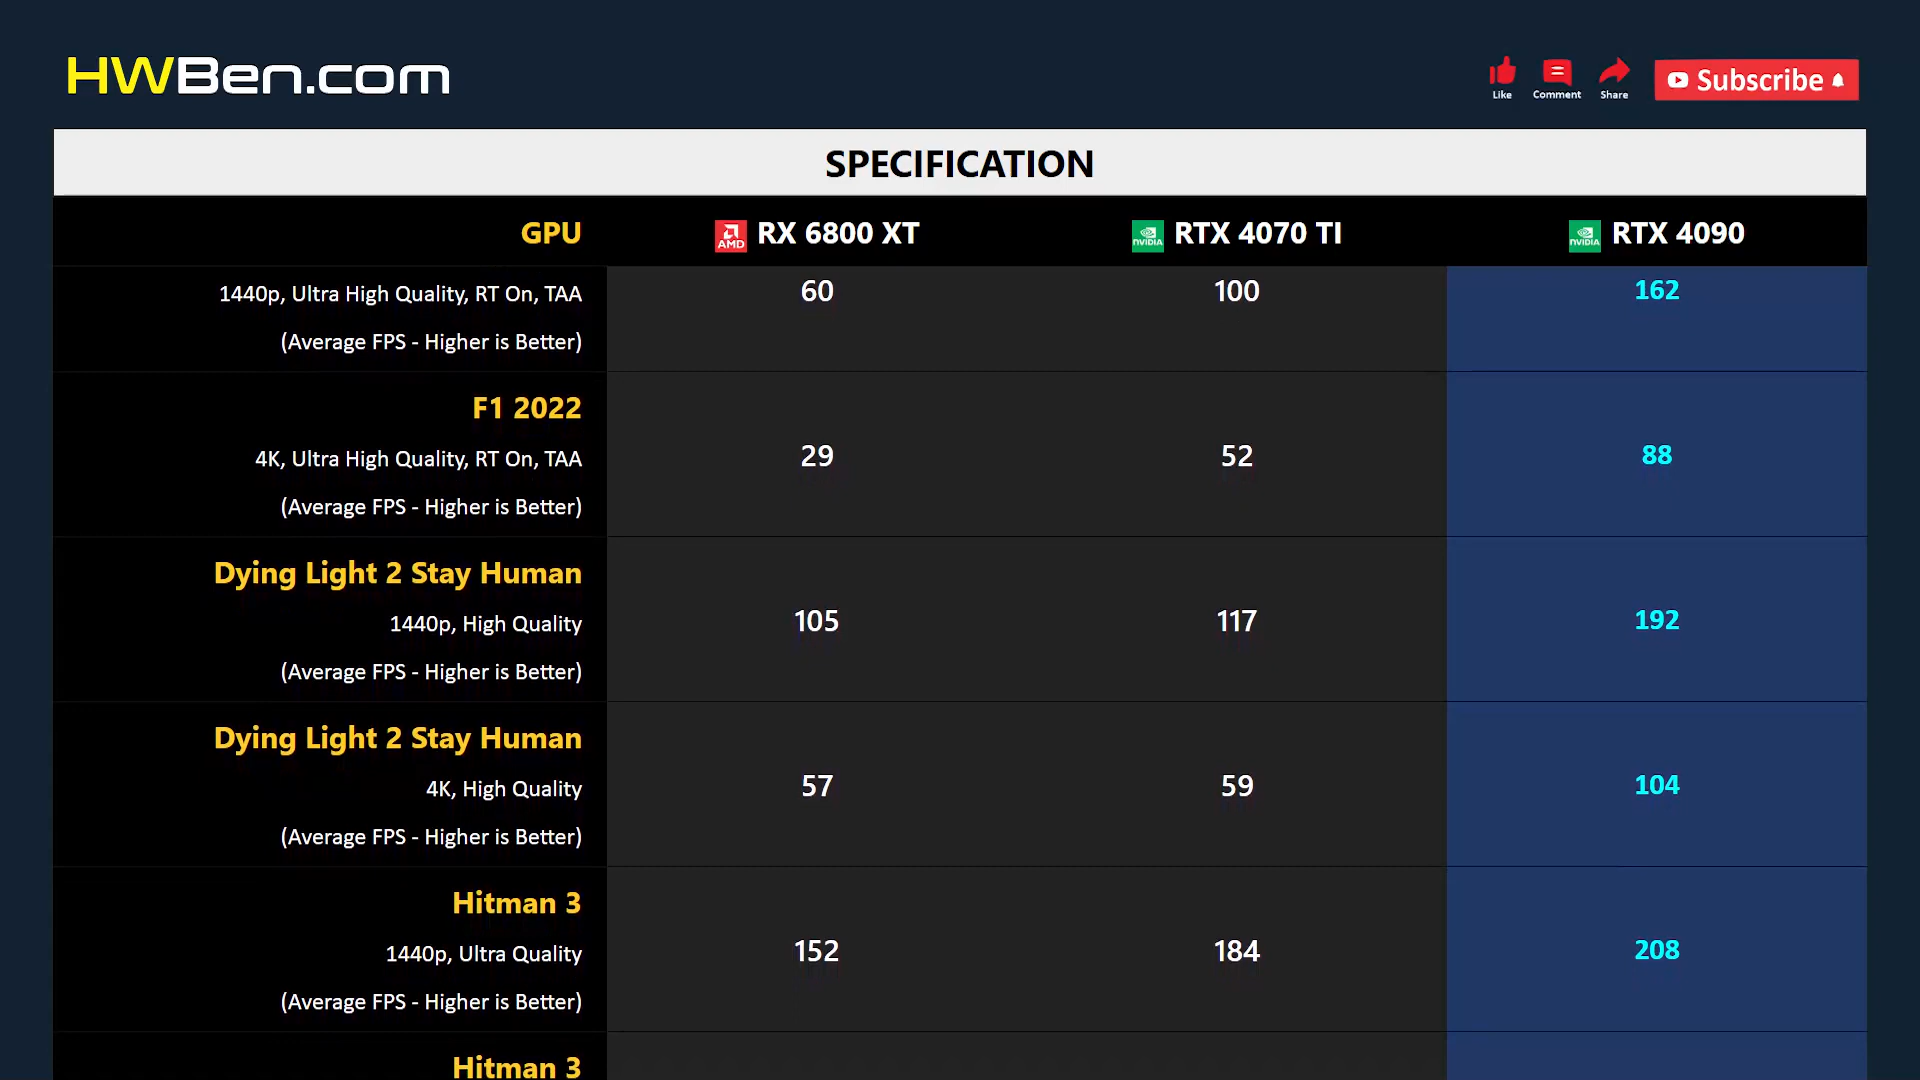 HWBen.com
Like Comment Share Subscribe
SPECIFICATION
GPU AMD RX 6800 XT NVIDIA RTX 4070 TI NVIDIA RTX 4090
1440p, Ultra High Quality, RT On, TAA 60 100 162
(Average FPS - Higher is Better)
F1 2022
4K, Ultra High Quality, RT On, TAA 29 52 88
(Average FPS - Higher is Better)
Dying Light 2 Stay Human
1440p, High Quality 105 117 192
(Average FPS - Higher is Better)
Dying Light 2 Stay Human
4K, High Quality 57 59 104
(Average FPS - Higher is Better)
Hitman 3
1440p, Ultra Quality 152 184 208
(Average FPS - Higher is Better)
Hitman 3